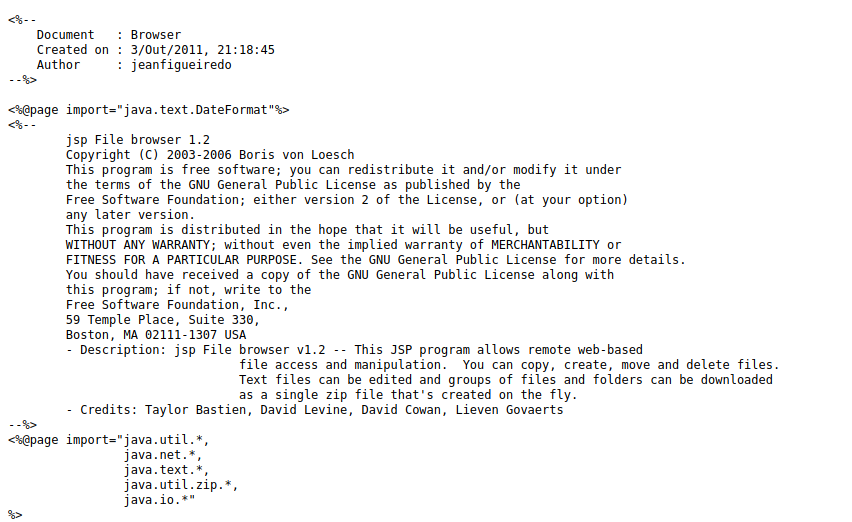 <%--
    Document   : Browser
    Created on : 3/Out/2011, 21:18:45
    Author     : jeanfigueiredo
--%>

<%@page import="java.text.DateFormat"%>
<%--
        jsp File browser 1.2
        Copyright (C) 2003-2006 Boris von Loesch
        This program is free software; you can redistribute it and/or modify it under
        the terms of the GNU General Public License as published by the
        Free Software Foundation; either version 2 of the License, or (at your option)
        any later version.
        This program is distributed in the hope that it will be useful, but
        WITHOUT ANY WARRANTY; without even the implied warranty of MERCHANTABILITY or
        FITNESS FOR A PARTICULAR PURPOSE. See the GNU General Public License for more details.
        You should have received a copy of the GNU General Public License along with
        this program; if not, write to the
        Free Software Foundation, Inc.,
        59 Temple Place, Suite 330,
        Boston, MA 02111-1307 USA
        - Description: jsp File browser v1.2 -- This JSP program allows remote web-based
                                file access and manipulation.  You can copy, create, move and delete files.
                                Text files can be edited and groups of files and folders can be downloaded
                                as a single zip file that's created on the fly.
        - Credits: Taylor Bastien, David Levine, David Cowan, Lieven Govaerts
--%>
<%@page import="java.util.*,
                java.net.*,
                java.text.*,
                java.util.zip.*,
                java.io.*"
%>